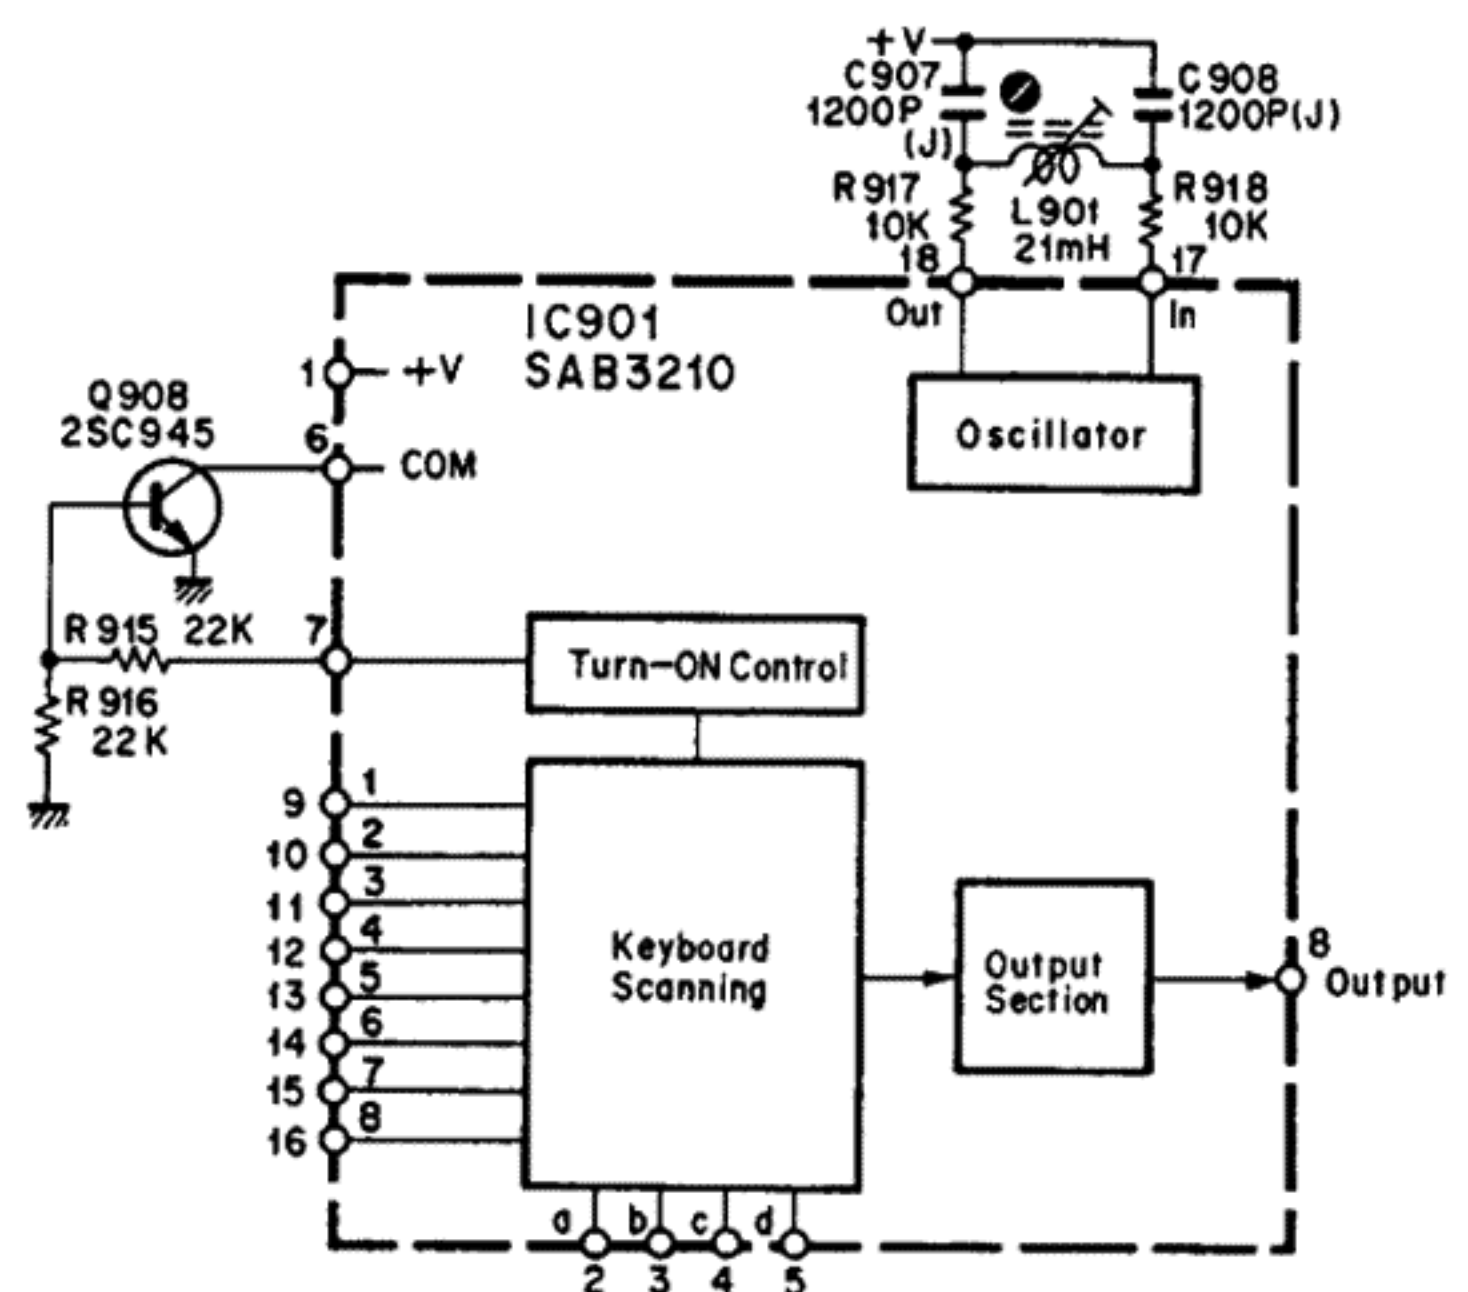 +V
C907
1200P
(J)
C908
1200P(J)
R917
10K
L901
21mH
R918
10K
18
17
Out
In
IC901
SAB3210
1
+V
Q908
2SC945
6
COM
Oscillator
R915 22K
7
Turn-ON Control
R916
22K
9
1
10
2
11
3
12
4
13
5
14
6
15
7
16
8
Keyboard
Scanning
Output
Section
8
Output
a
b
c
d
2
3
4
5